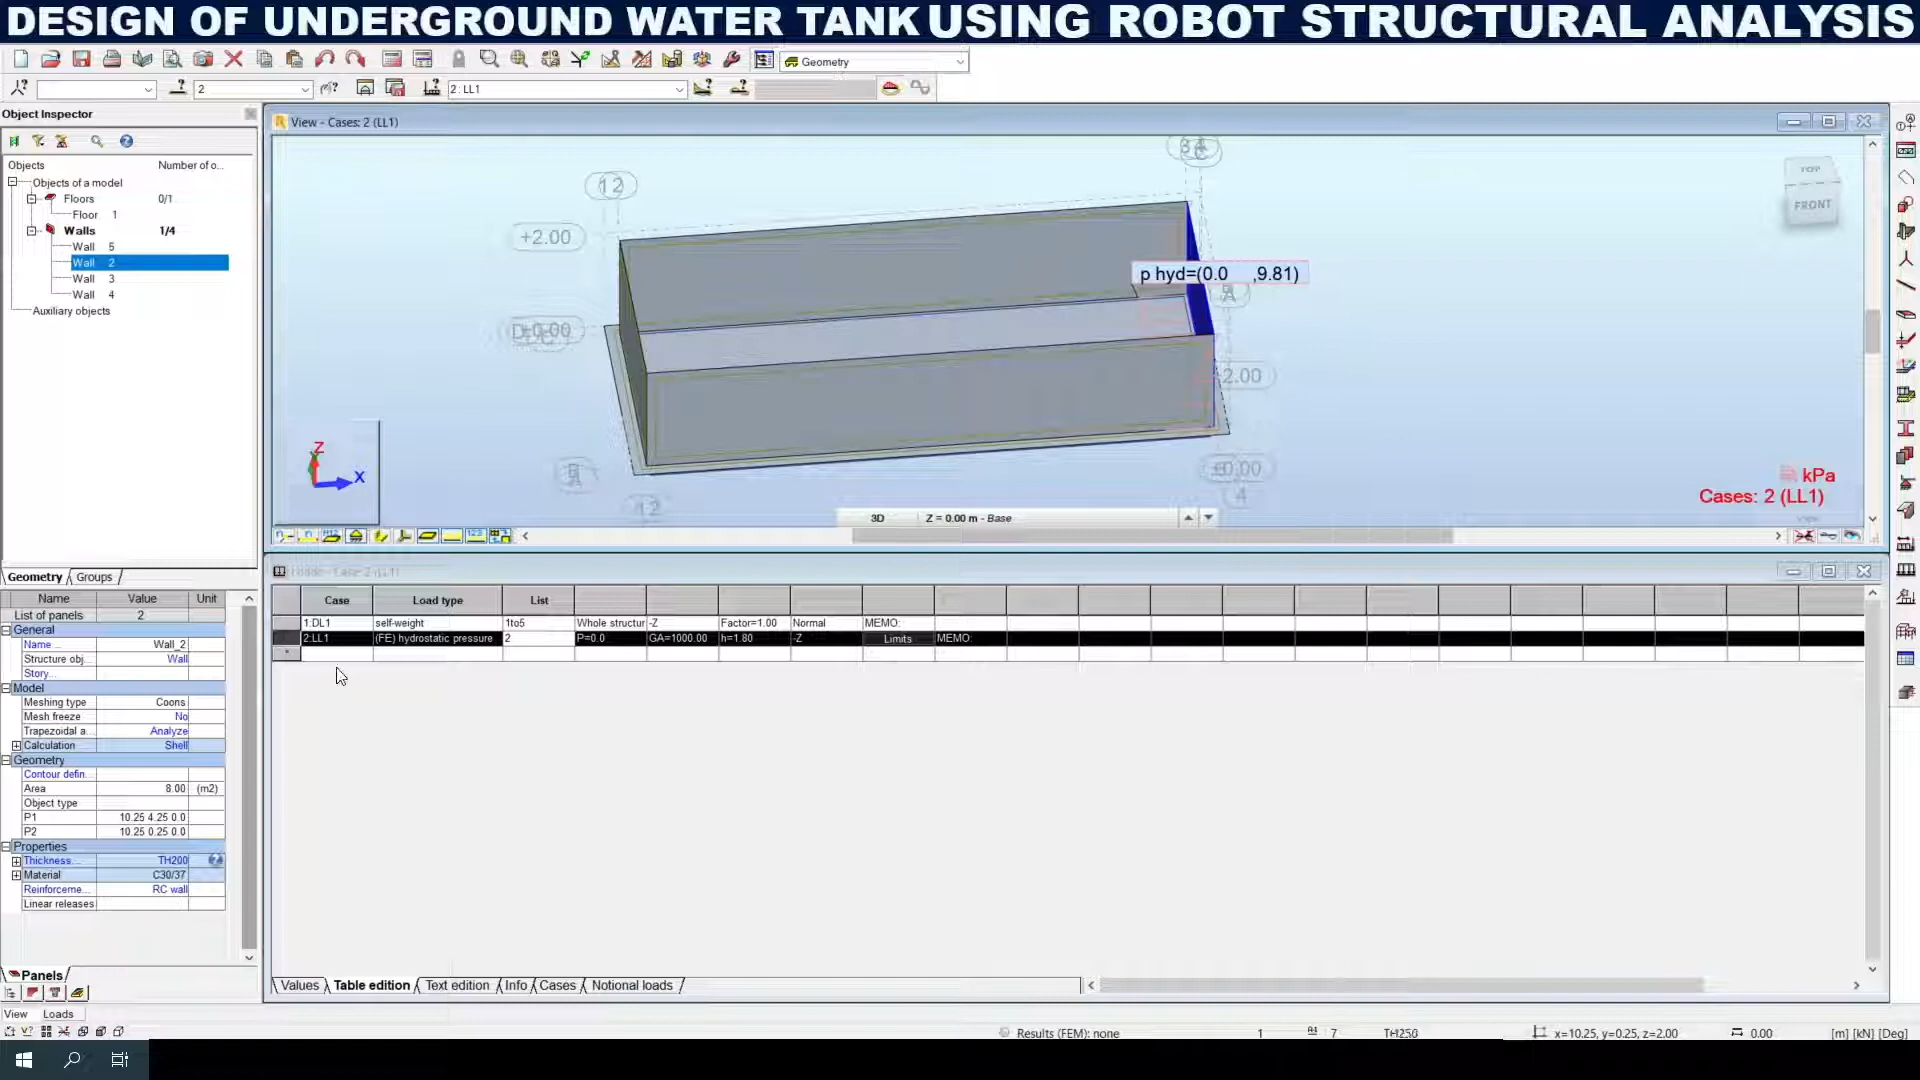 DESIGN OF UNDERGROUND WATER TANK USING ROBOT STRUCTURAL ANALYSIS
Geometry
2
2: LL1
Object Inspector
Objects Number of o...
Objects of a model
Floors 0/1
Floor 1
Walls 1/4
Wall 5
Wall 2
Wall 3
Wall 4
Auxiliary objects
Geometry Groups
Name Value Unit
List of panels 2
General
Name ... Wall_2
Structure obj... Wall
Story...
Model
Meshing type Coons
Mesh freeze No
Trapezoidal a... Analyze
Calculation Shell
Geometry
Contour defin...
Area 8.00 (m2)
Object type
P1 10.25 4.25 0.0
P2 10.25 0.25 0.0
Properties
Thickness... TH200
Material C30/37
Reinforceme... RC wall
Linear releases
Panels
View Loads
View - Cases: 2 (LL1)
+2.00
p hyd=(0.0 ,9.81)
TOP
FRONT
Z
X
kPa
Cases: 2 (LL1)
3D Z = 0.00 m - Base
Case Load type List
1:DL1 self-weight 1to5 Whole structur -Z Factor=1.00 Normal MEMO:
2:LL1 (FE) hydrostatic pressure 2 P=0.0 GA=1000.00 h=1.80 -Z Limits MEMO:
*
Values Table edition Text edition Info Cases Notional loads
Results (FEM): none 1 7 TH250 x=10.25, y=0.25, z=2.00 0.00 [m] [kN] [Deg]